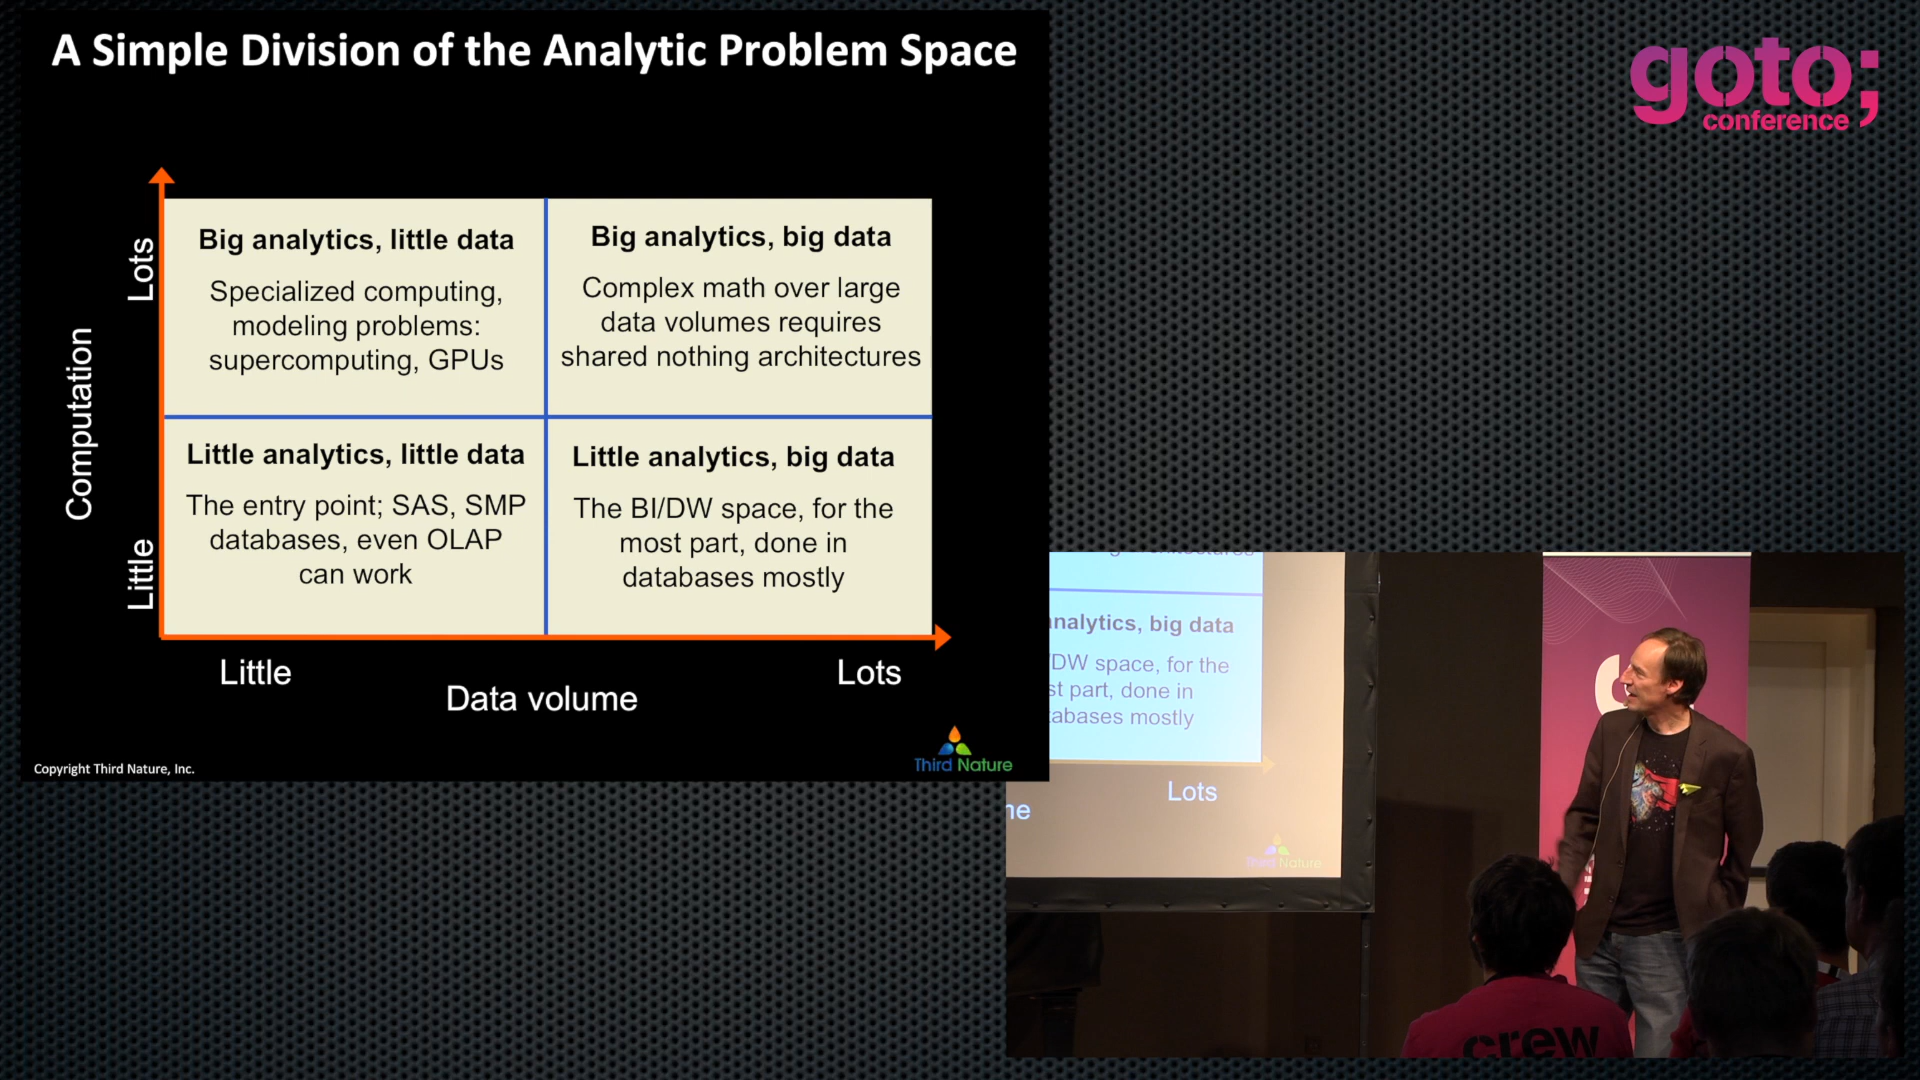 A Simple Division of the Analytic Problem Space
goto;
conference
Computation
Lots
Little
Big analytics, little data
Specialized computing,
modeling problems:
supercomputing, GPUs
Big analytics, big data
Complex math over large
data volumes requires
shared nothing architectures
Little analytics, little data
The entry point; SAS, SMP
databases, even OLAP
can work
Little analytics, big data
The BI/DW space, for the
most part, done in
databases mostly
Little
Lots
Data volume
Copyright Third Nature, Inc.
Third Nature
nalytics, big data
/DW space, for the
st part, done in
abases mostly
Lots
ne
Third Nature
crew